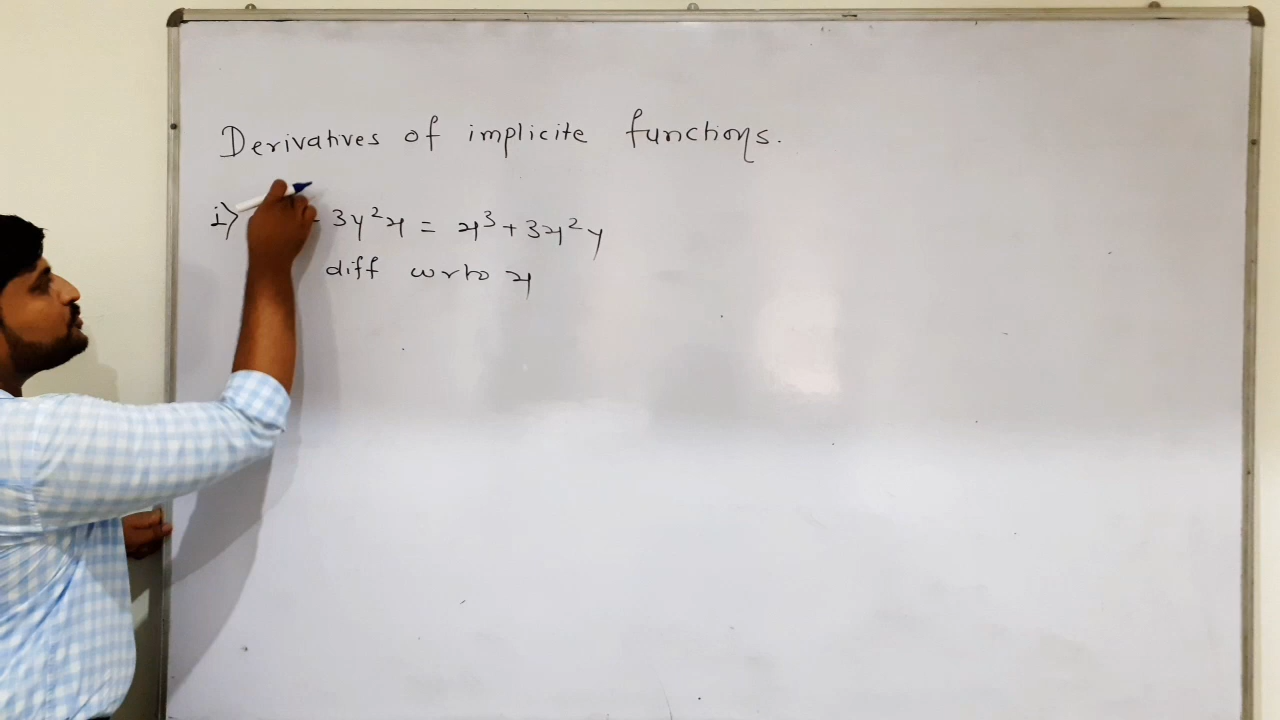 Derivatives of implicite functions.
i) - 3y²x = x³ + 3x²y
diff wrto x